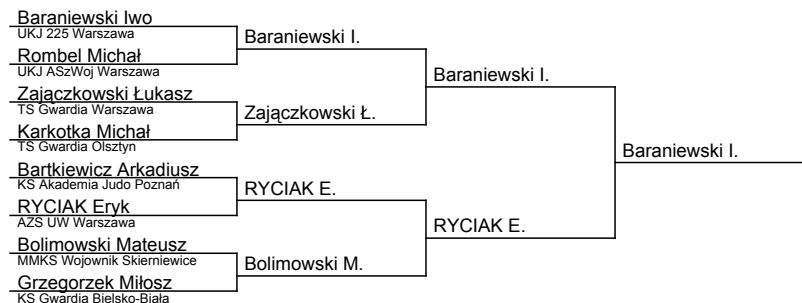 Baraniewski Iwo
UKJ 225 Warszawa
Rombel Michał
UKJ ASzWoj Warszawa
Zajączkowski Łukasz
TS Gwardia Warszawa
Karkotka Michał
TS Gwardia Olsztyn
Bartkiewicz Arkadiusz
KS Akademia Judo Poznań
RYCIAK Eryk
AZS UW Warszawa
Bolimowski Mateusz
MMKS Wojownik Skierniewice
Grzegorzek Miłosz
KS Gwardia Bielsko-Biała
Baraniewski I.
Zajączkowski Ł.
RYCIAK E.
Bolimowski M.
Baraniewski I.
RYCIAK E.
Baraniewski I.